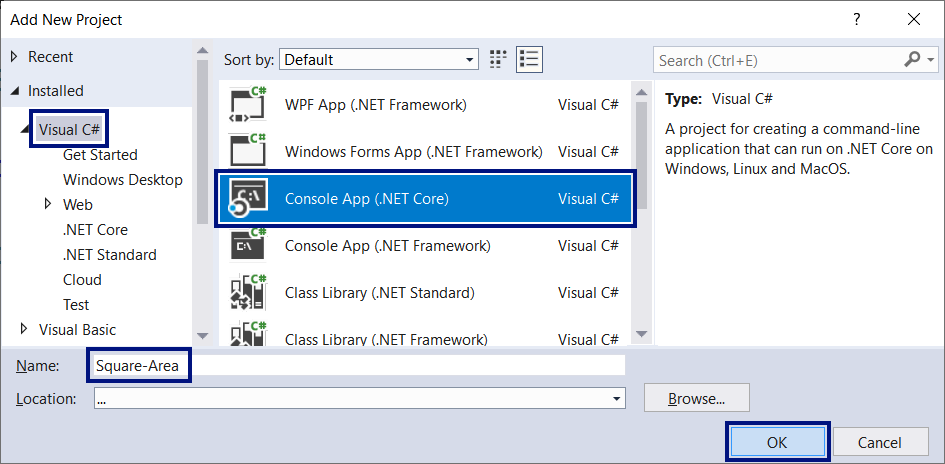 Add New Project
?
Recent
Installed
Visual C#
Get Started
Windows Desktop
Web
.NET Core
.NET Standard
Cloud
Test
Visual Basic
Sort by: Default
Search (Ctrl+E)
C# WPF App (.NET Framework) Visual C#
C# Windows Forms App (.NET Framework) Visual C#
C:\ Console App (.NET Core) Visual C#
C# C:\ Console App (.NET Framework) Visual C#
C# Class Library (.NET Standard) Visual C#
C# Class Library (.NET Framework) Visual C#
Type: Visual C#
A project for creating a command-line
application that can run on .NET Core on
Windows, Linux and MacOS.
Name: Square-Area
Location: ...
Browse...
OK
Cancel